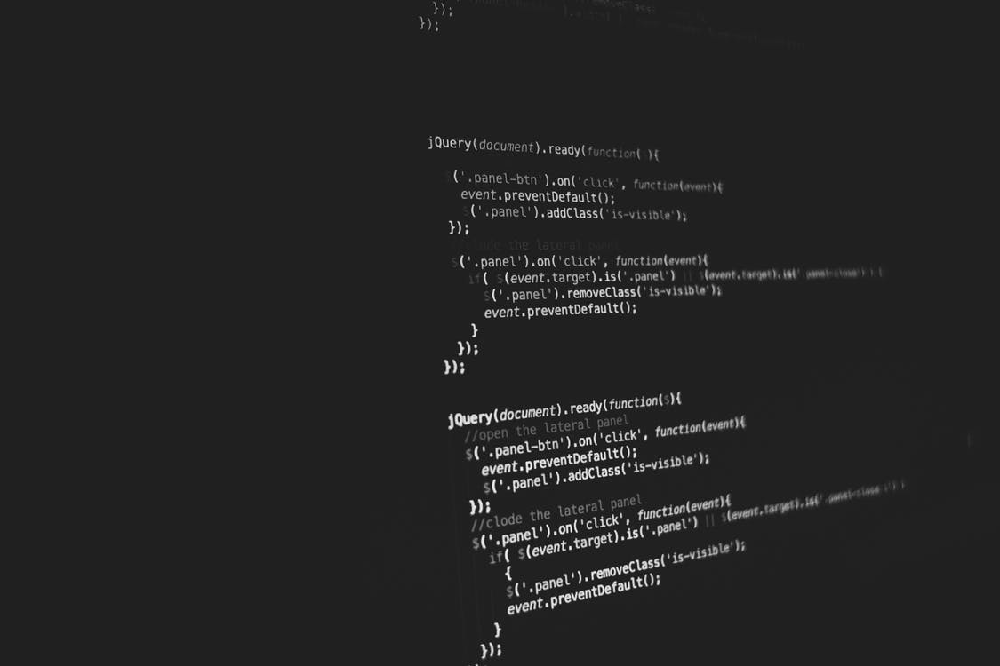 });
});
jQuery(document).ready(function( ){
$('.panel-btn').on('click', function(event){
event.preventDefault();
$('.panel').addClass('is-visible');
});
//clode the lateral panel
$('.panel').on('click', function(event){
if( $(event.target).is('.panel') || $(event.target).is('.panel-close') ) {
$('.panel').removeClass('is-visible');
event.preventDefault();
}
});
});
jQuery(document).ready(function($){
//open the lateral panel
$('.panel-btn').on('click', function(event){
event.preventDefault();
$('.panel').addClass('is-visible');
});
//clode the lateral panel
$('.panel').on('click', function(event){
if( $(event.target).is('.panel') || $(event.target).is('.panel-close') )
{
$('.panel').removeClass('is-visible');
event.preventDefault();
}
});